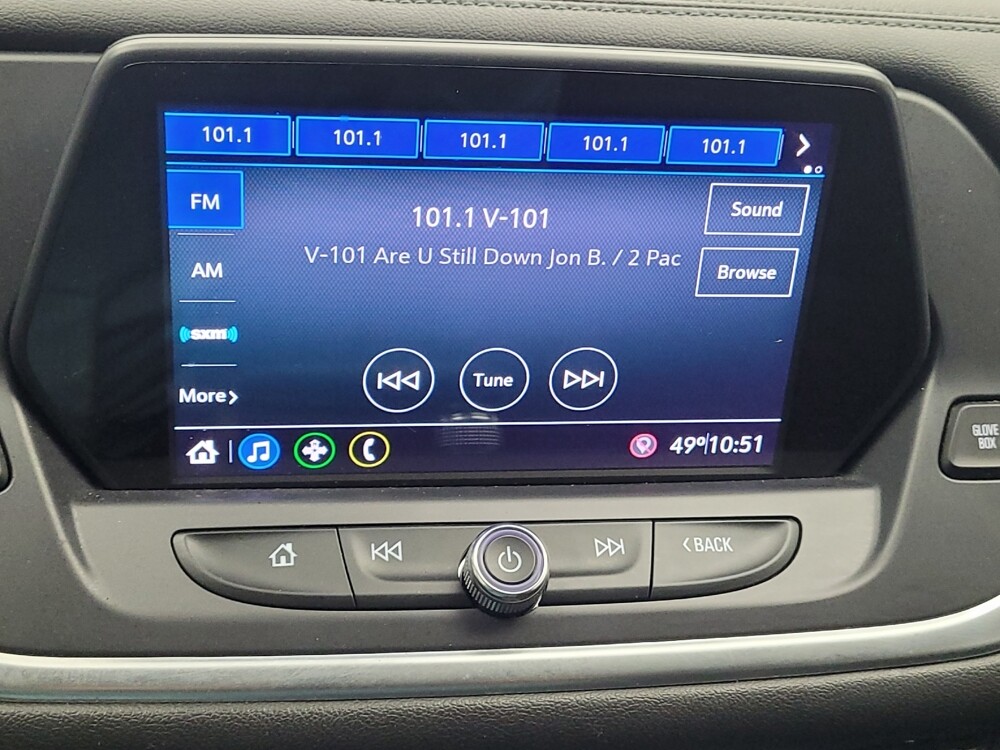 101.1 101.1 101.1 101.1 101.1
FM
101.1 V-101
Sound
V-101 Are U Still Down Jon B. / 2 Pac
AM
Browse
sxm
More
Tune
49° 10:51
BACK
GLOVE
BOX